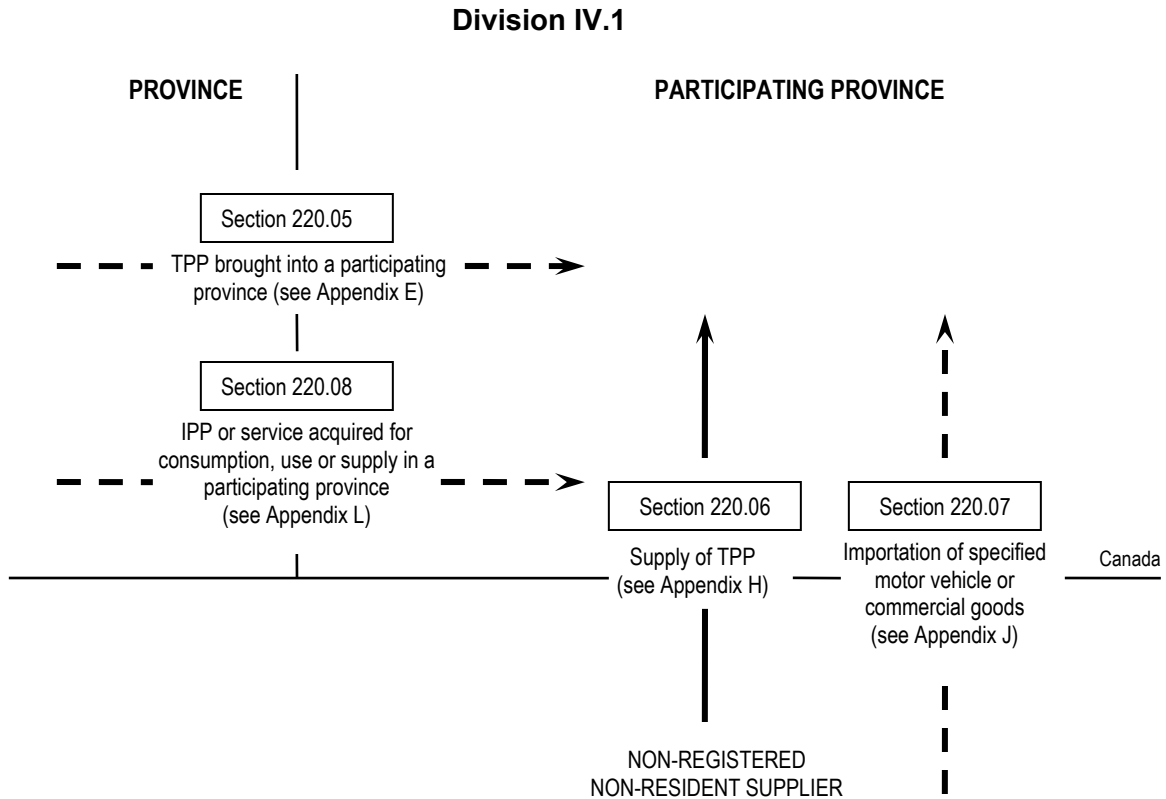 Division IV.1
PROVINCE
PARTICIPATING PROVINCE
Section 220.05
TPP brought into a participating
province (see Appendix E)
Section 220.08
IPP or service acquired for
consumption, use or supply in a
participating province
(see Appendix L)
Section 220.06
Supply of TPP
(see Appendix H)
Section 220.07
Importation of specified
motor vehicle or
commercial goods
(see Appendix J)
Canada
NON-REGISTERED
NON-RESIDENT SUPPLIER